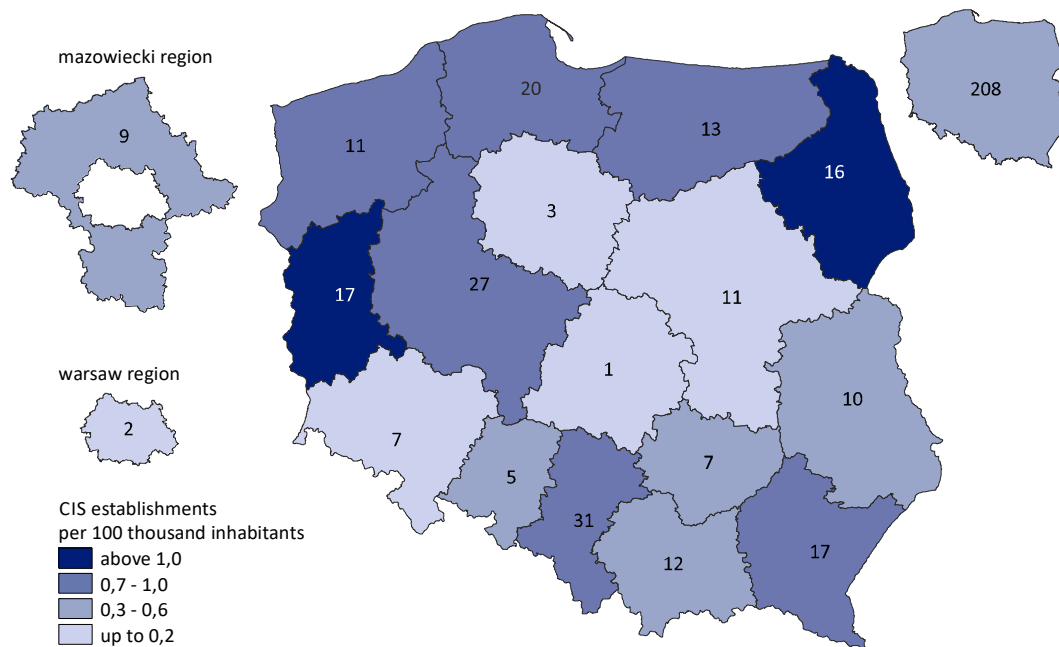 mazowiecki region
9
warsaw region
2
CIS establishments
per 100 thousand inhabitants
above 1,0
0,7 - 1,0
0,3 - 0,6
up to 0,2
20
208
11
13
16
3
17
27
11
1
10
7
5
7
31
12
17